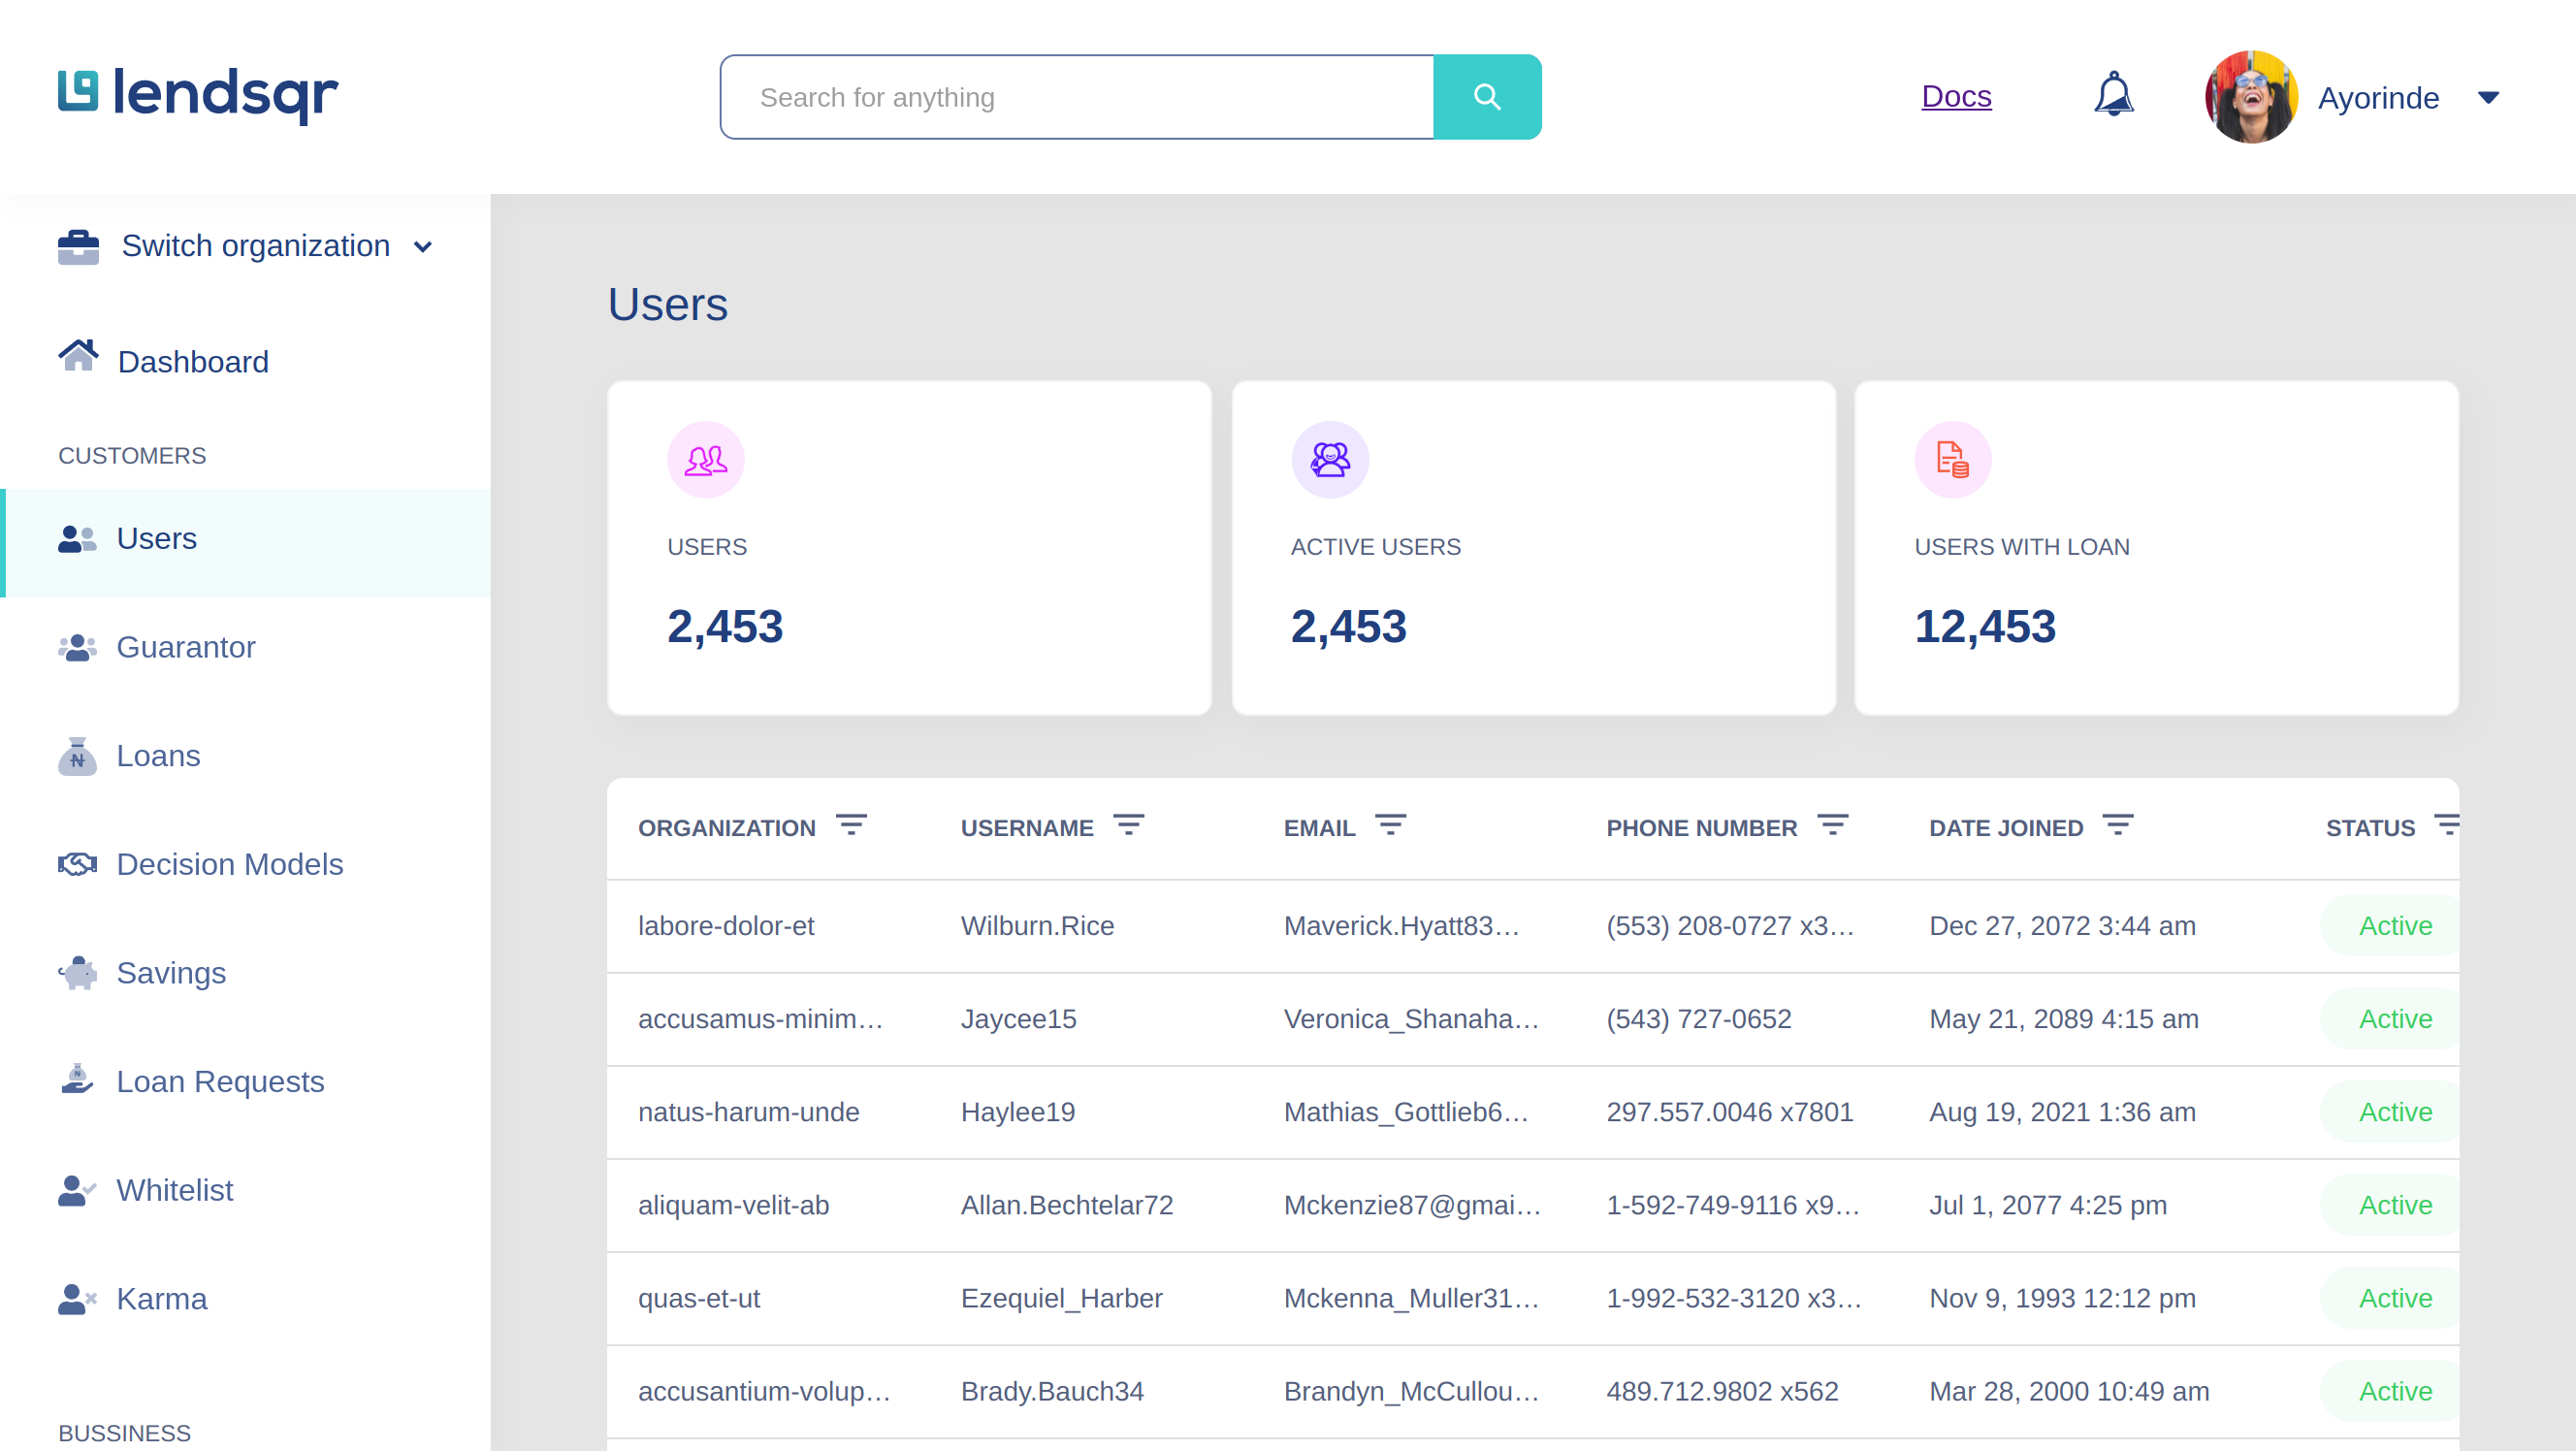 lendsqr
Search for anything
Docs
Ayorinde
Switch organization
Dashboard
CUSTOMERS
Users
Guarantor
Loans
Decision Models
Savings
Loan Requests
Whitelist
Karma
BUSSINESS
Users
USERS
2,453
ACTIVE USERS
2,453
USERS WITH LOAN
12,453
ORGANIZATION USERNAME EMAIL PHONE NUMBER DATE JOINED STATUS
labore-dolor-et Wilburn.Rice Maverick.Hyatt83… (553) 208-0727 x3… Dec 27, 2072 3:44 am Active
accusamus-minim… Jaycee15 Veronica_Shanaha… (543) 727-0652 May 21, 2089 4:15 am Active
natus-harum-unde Haylee19 Mathias_Gottlieb6… 297.557.0046 x7801 Aug 19, 2021 1:36 am Active
aliquam-velit-ab Allan.Bechtelar72 Mckenzie87@gmai… 1-592-749-9116 x9… Jul 1, 2077 4:25 pm Active
quas-et-ut Ezequiel_Harber Mckenna_Muller31… 1-992-532-3120 x3… Nov 9, 1993 12:12 pm Active
accusantium-volup… Brady.Bauch34 Brandyn_McCullou… 489.712.9802 x562 Mar 28, 2000 10:49 am Active